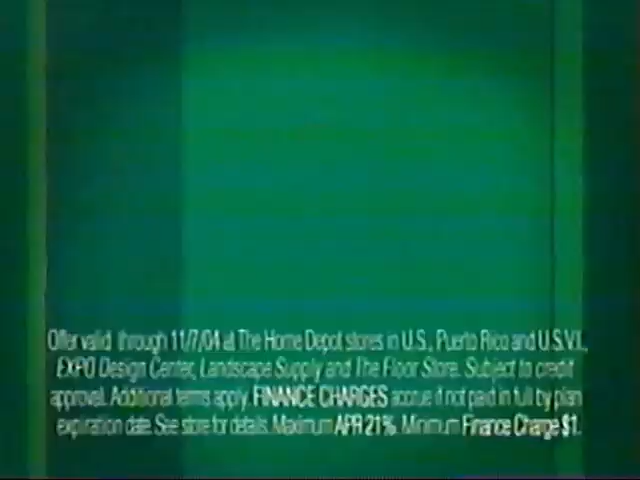 Offer valid through 11/7/04 at The Home Depot stores in U.S., Puerto Rico and U.S.V.I.,
EXPO Design Center, Landscape Supply and The Floor Store. Subject to credit
approval. Additional terms apply. FINANCE CHARGES accrue if not paid in full by plan
expiration date. See store for details. Maximum APR 21%. Minimum Finance Charge $1.